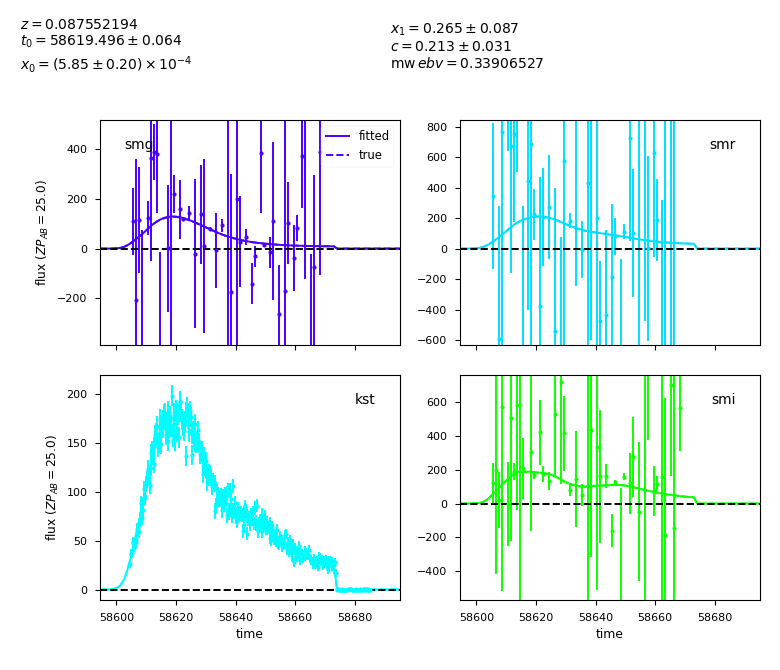 z = 0.087552194
t₀ = 58619.496 ± 0.064
x₀ = (5.85 ± 0.20) × 10⁻⁴
x₁ = 0.265 ± 0.087
c = 0.213 ± 0.031
mw ebv = 0.33906527
smg
fitted
true
400
200
0
−200
flux (ZP_AB = 25.0)
smr
800
600
400
200
0
−200
−400
−600
kst
200
150
100
50
0
flux (ZP_AB = 25.0)
58600 58620 58640 58660 58680
time
smi
600
400
200
0
−200
−400
58600 58620 58640 58660 58680
time